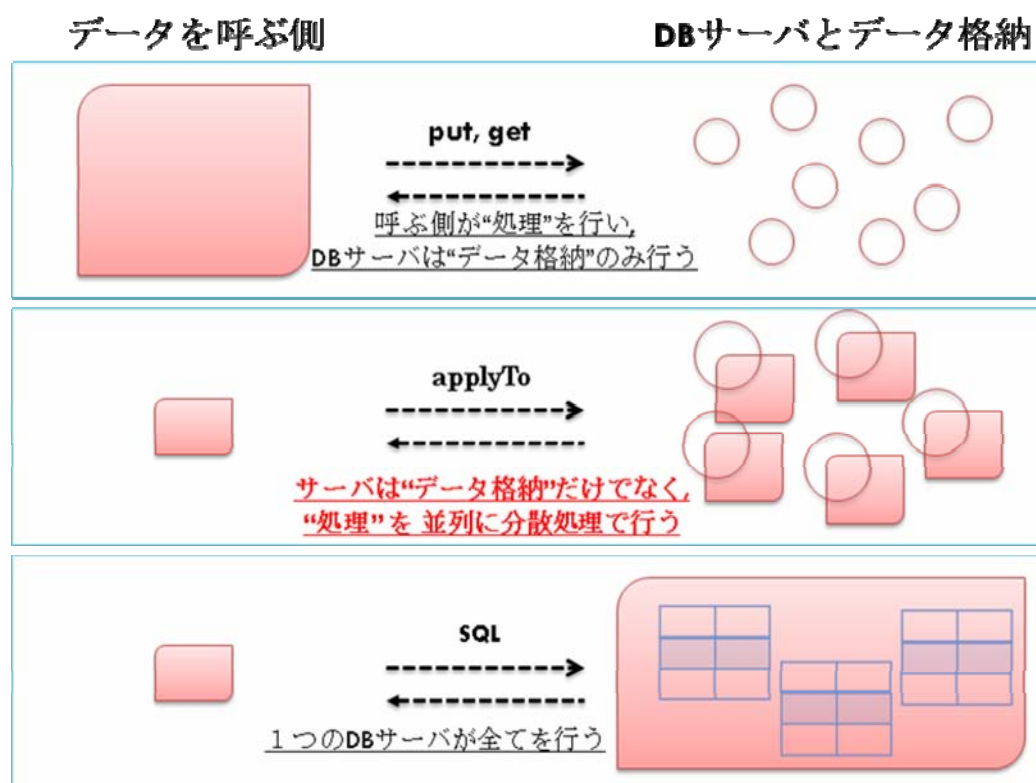 データを呼ぶ側
DBサーバとデータ格納
put, get
呼ぶ側が“処理”を行い,
DBサーバは“データ格納”のみ行う
applyTo
サーバは“データ格納”だけでなく,
“処理”を 並列に分散処理で行う
SQL
１つのDBサーバが全てを行う